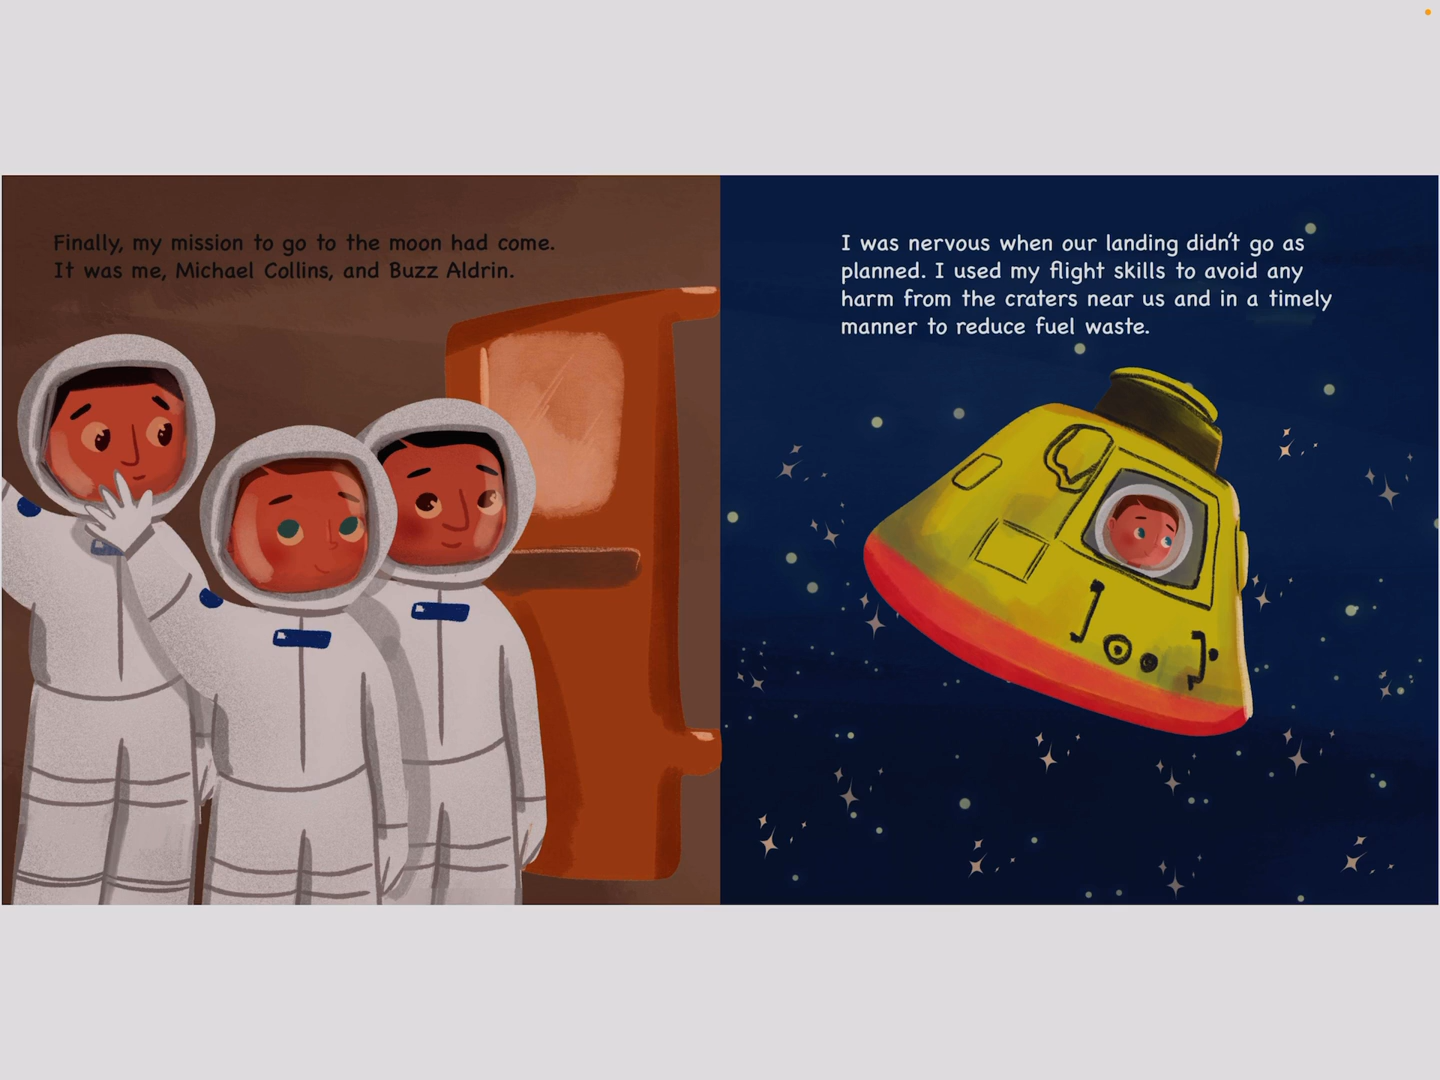 Finally, my mission to go to the moon had come.
It was me, Michael Collins, and Buzz Aldrin.
I was nervous when our landing didn't go as
planned. I used my flight skills to avoid any
harm from the craters near us and in a timely
manner to reduce fuel waste.